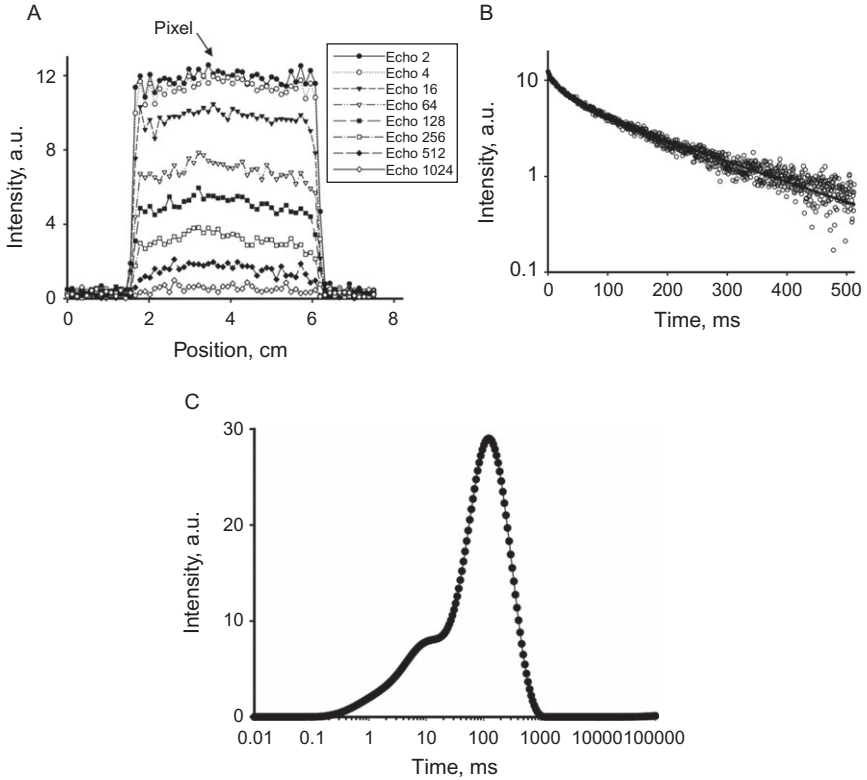 A
Pixel
Intensity, a.u.
12
8
4
0
0
2
4
6
8
Position, cm
Echo 2
Echo 4
Echo 16
Echo 64
Echo 128
Echo 256
Echo 512
Echo 1024
B
Intensity, a.u.
10
1
0.1
0
100
200
300
400
500
Time, ms
C
Intensity, a.u.
30
20
10
0
0.01
0.1
1
10
100
1000
10000
100000
Time, ms